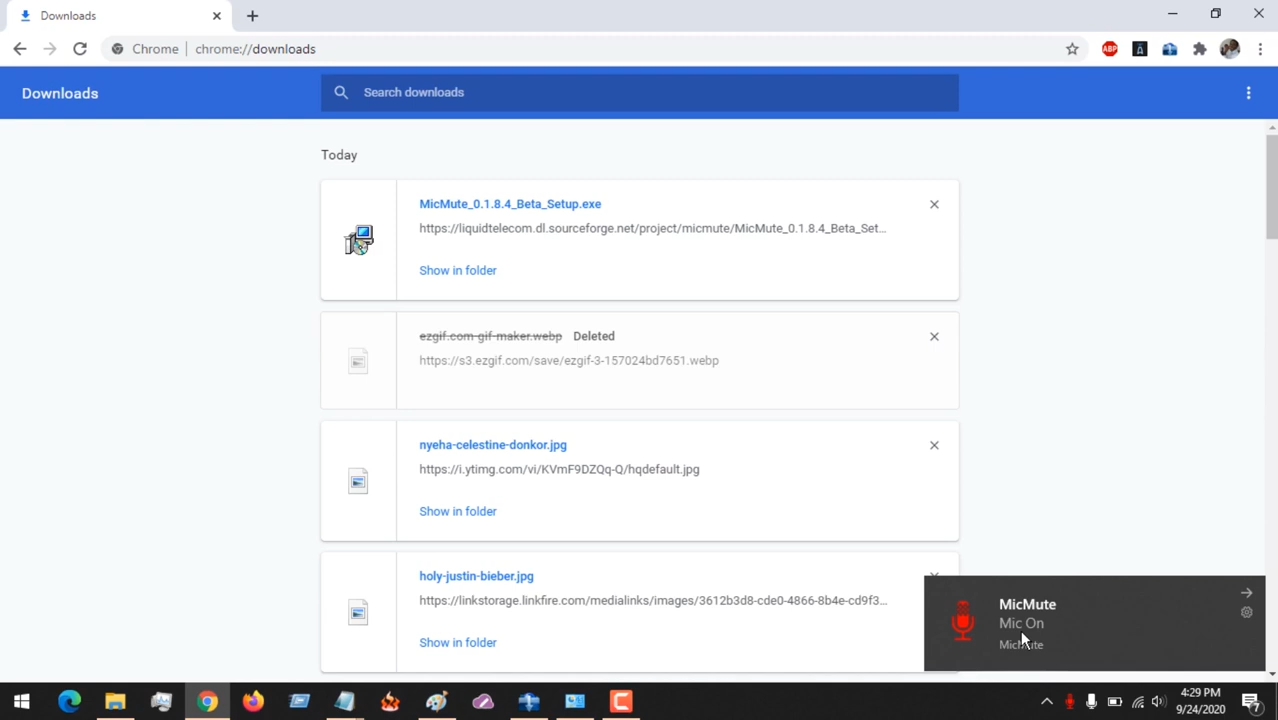 Downloads
Chrome chrome://downloads
ABP
Downloads
Search downloads
Today
MicMute_0.1.8.4_Beta_Setup.exe
https://liquidtelecom.dl.sourceforge.net/project/micmute/MicMute_0.1.8.4_Beta_Set...
Show in folder
ezgif.com-gif-maker.webp Deleted
https://s3.ezgif.com/save/ezgif-3-157024bd7651.webp
nyeha-celestine-donkor.jpg
https://i.ytimg.com/vi/KVmF9DZQq-Q/hqdefault.jpg
Show in folder
holy-justin-bieber.jpg
https://linkstorage.linkfire.com/medialinks/images/3612b3d8-cde0-4866-8b4e-cd9f3...
Show in folder
MicMute
Mic On
MicMute
4:29 PM
9/24/2020
7